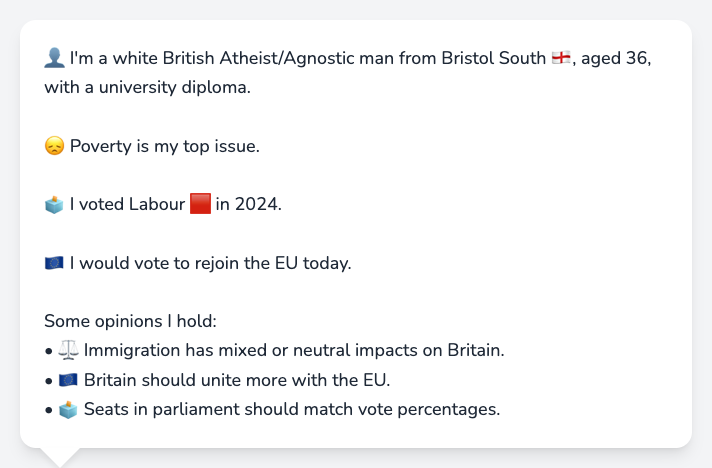 👤 I'm a white British Atheist/Agnostic man from Bristol South 🏴󠁧󠁢󠁥󠁮󠁧󠁿, aged 36,
with a university diploma.
😞 Poverty is my top issue.
🗳️ I voted Labour 🟥 in 2024.
🇪🇺 I would vote to rejoin the EU today.
Some opinions I hold:
• ⚖️ Immigration has mixed or neutral impacts on Britain.
• 🇪🇺 Britain should unite more with the EU.
• 🗳️ Seats in parliament should match vote percentages.